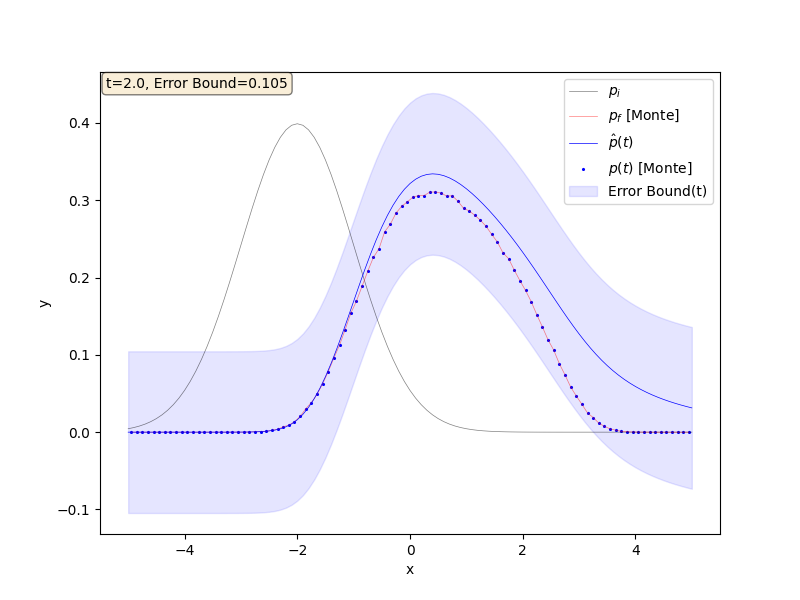 t=2.0, Error Bound=0.105
p_i
p_f [Monte]
p̂(t)
p(t) [Monte]
Error Bound(t)
0.4
0.3
0.2
0.1
0.0
−0.1
y
−4
−2
0
2
4
x